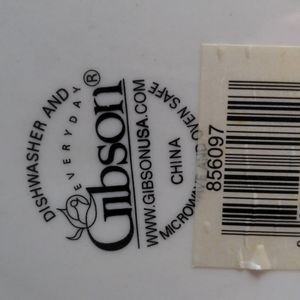 DISHWASHER AND
EVERYDAY
Gibson®
WWW.GIBSONUSA.COM
CHINA
MICROWAVE AND OVEN SAFE
856097